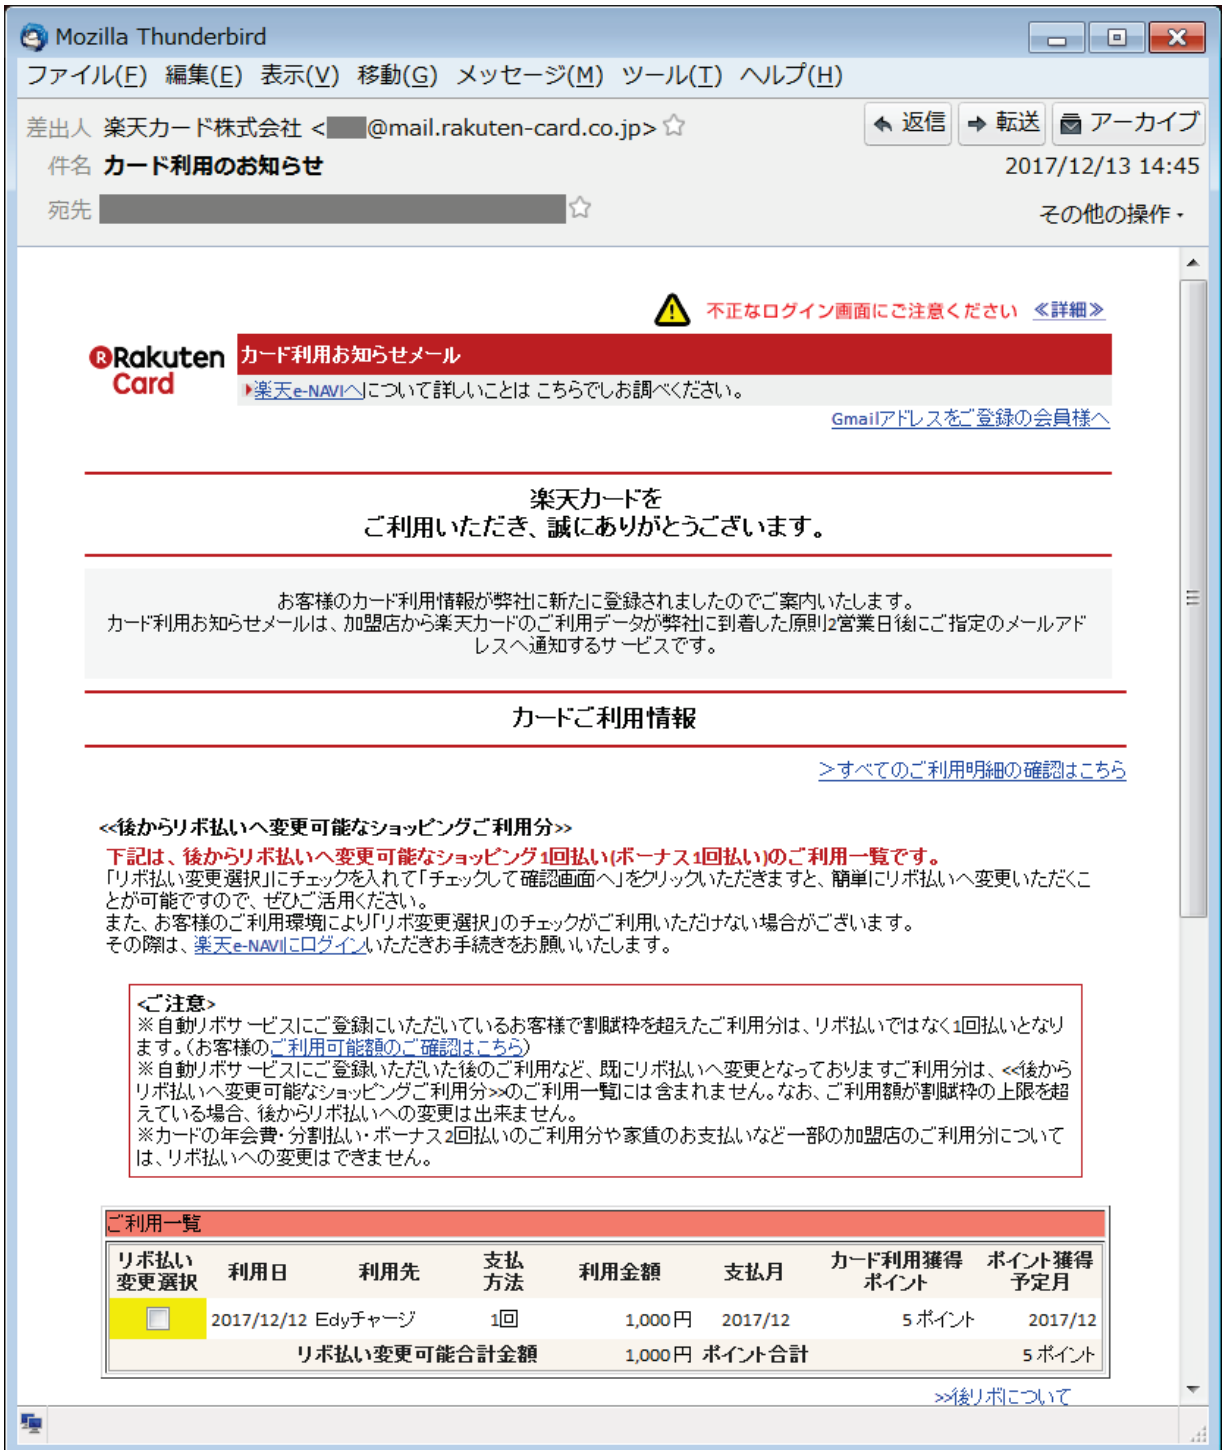 Mozilla Thunderbird
ファイル(F) 編集(E) 表示(V) 移動(G) メッセージ(M) ツール(T) ヘルプ(H)
差出人 楽天カード株式会社 < @mail.rakuten-card.co.jp>
返信 転送 アーカイブ
件名 カード利用のお知らせ
2017/12/13 14:45
宛先
その他の操作
不正なログイン画面にご注意ください ≪詳細≫
Rakuten Card
カード利用お知らせメール
楽天e-NAVIへについて詳しいことは こちらでしお調べください。
Gmailアドレスをご登録の会員様へ
楽天カードを
ご利用いただき、誠にありがとうございます。
お客様のカード利用情報が弊社に新たに登録されましたのでご案内いたします。
カード利用お知らせメールは、加盟店から楽天カードのご利用データが弊社に到着した原則2営業日後にご指定のメールアド
レスへ通知するサービスです。
カードご利用情報
>すべてのご利用明細の確認はこちら
<<後からリボ払いへ変更可能なショッピングご利用分>>
下記は、後からリボ払いへ変更可能なショッピング1回払い(ボーナス1回払い)のご利用一覧です。
「リボ払い変更選択」にチェックを入れて「チェックして確認画面へ」をクリックいただきますと、簡単にリボ払いへ変更いただくこ
とが可能ですので、ぜひご活用ください。
また、お客様のご利用環境により「リボ変更選択」のチェックがご利用いただけない場合がございます。
その際は、楽天e-NAVIにログインいただきお手続きをお願いいたします。
<ご注意>
※自動リボサービスにご登録にいただいているお客様で割賦枠を超えたご利用分は、リボ払いではなく1回払いとなり
ます。(お客様のご利用可能額のご確認はこちら)
※自動リボサービスにご登録いただいた後のご利用など、既にリボ払いへ変更となっておりますご利用分は、<<後から
リボ払いへ変更可能なショッピングご利用分>>のご利用一覧には含まれません。なお、ご利用額が割賦枠の上限を超
えている場合、後からリボ払いへの変更は出来ません。
※カードの年会費・分割払い・ボーナス2回払いのご利用分や家賃のお支払いなど一部の加盟店のご利用分について
は、リボ払いへの変更はできません。
ご利用一覧
リボ払い変更選択 利用日 利用先 支払方法 利用金額 支払月 カード利用獲得ポイント ポイント獲得予定月
2017/12/12 Edyチャージ 1回 1,000円 2017/12 5ポイント 2017/12
リボ払い変更可能合計金額 1,000円 ポイント合計 5ポイント
>>後リボについて